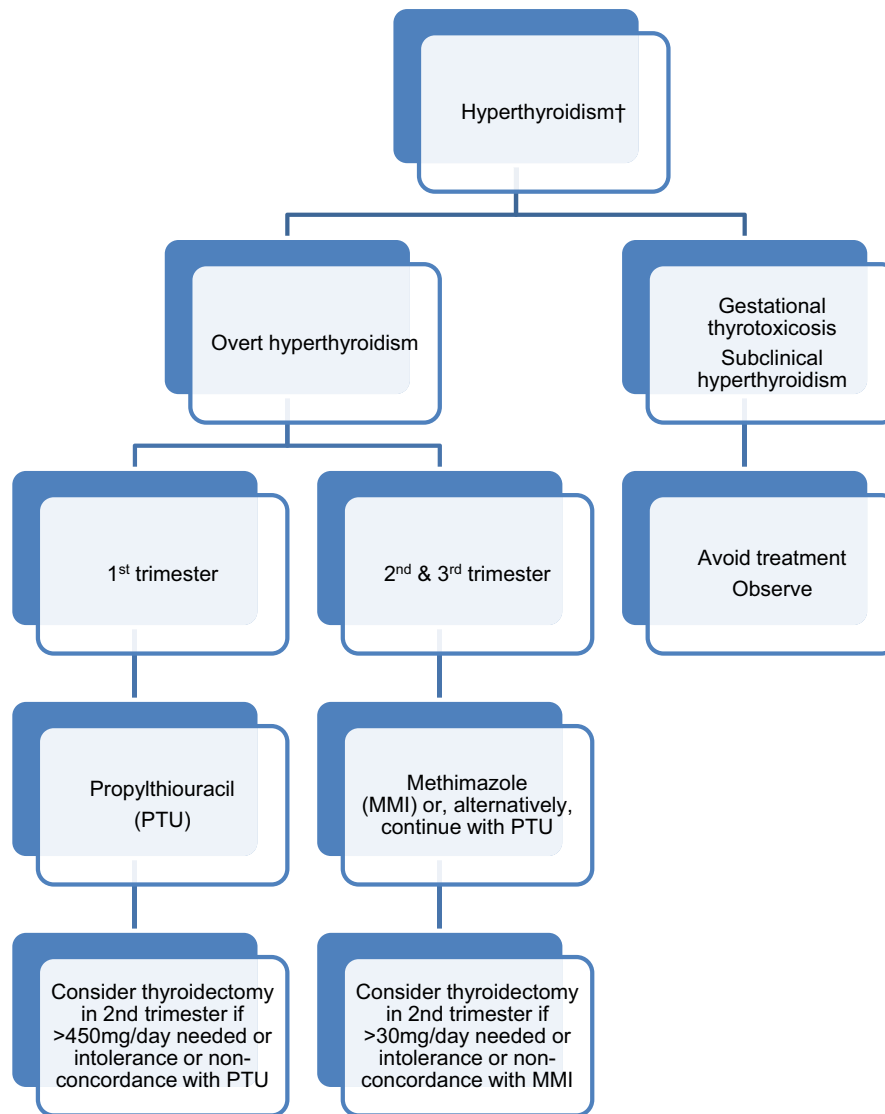 Hyperthyroidism†
Overt hyperthyroidism
Gestational
thyrotoxicosis
Subclinical
hyperthyroidism
1st trimester
2nd & 3rd trimester
Avoid treatment
Observe
Propylthiouracil
(PTU)
Methimazole
(MMI) or, alternatively,
continue with PTU
Consider thyroidectomy
in 2nd trimester if
>450mg/day needed or
intolerance or non-
concordance with PTU
Consider thyroidectomy
in 2nd trimester if
>30mg/day needed or
intolerance or non-
concordance with MMI